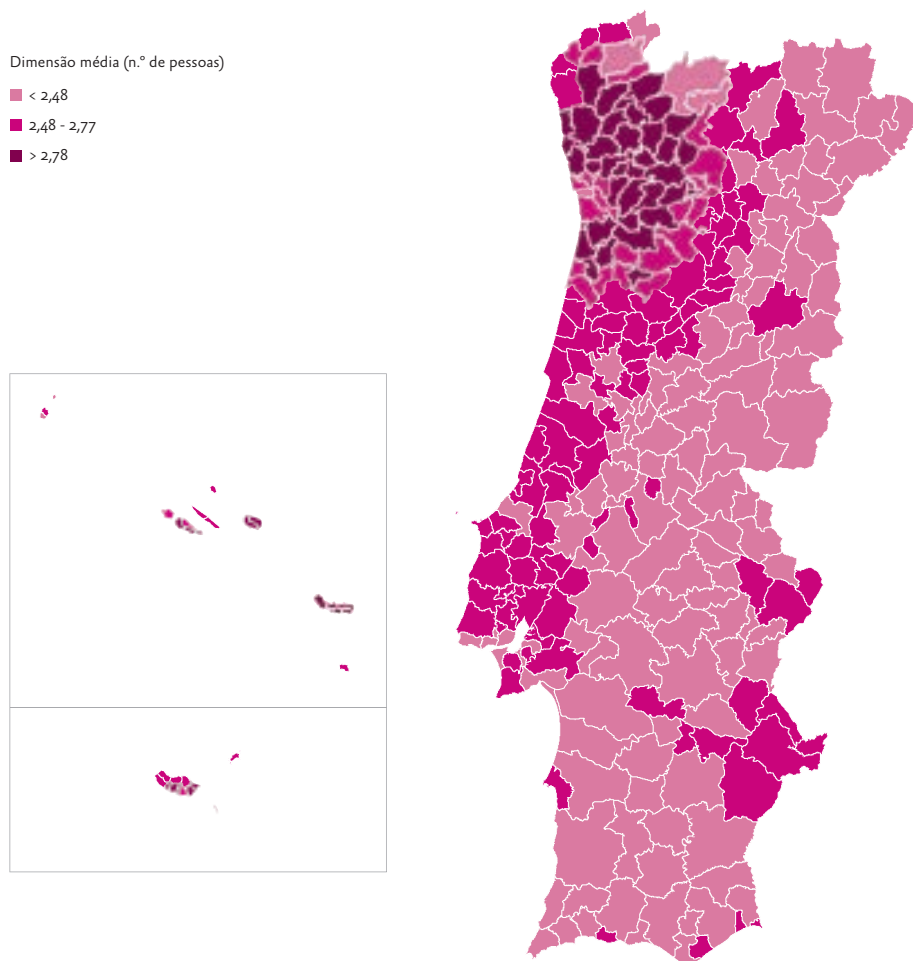 Dimensão média (n.º de pessoas)
< 2,48
2,48 - 2,77
> 2,78